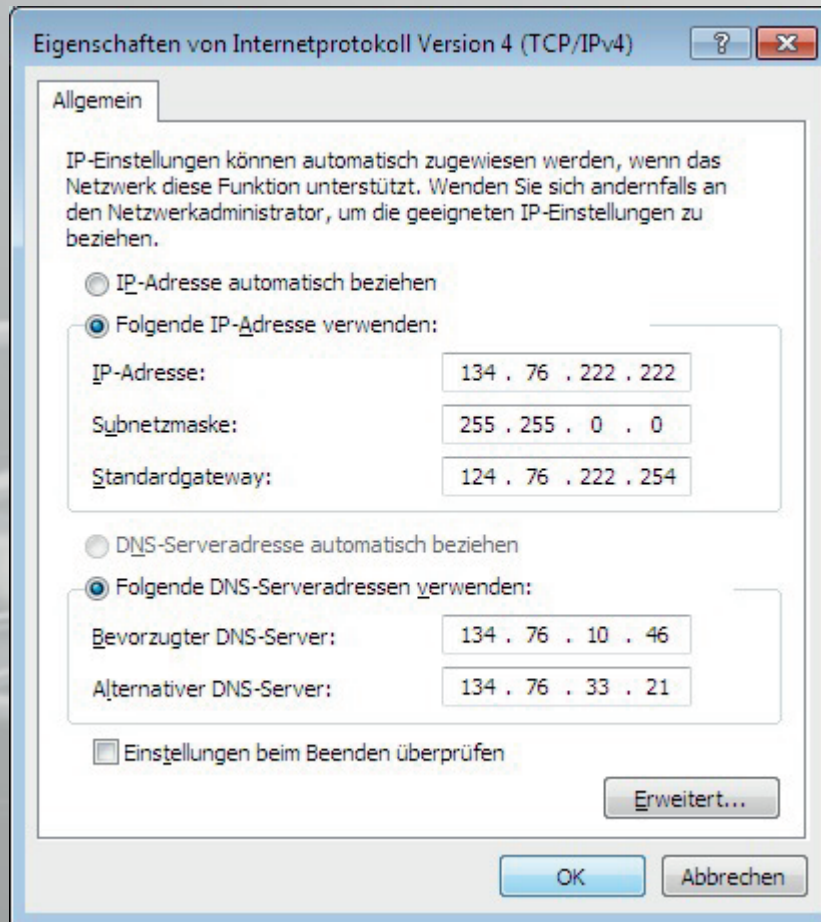 Eigenschaften von Internetprotokoll Version 4 (TCP/IPv4)
Allgemein
IP-Einstellungen können automatisch zugewiesen werden, wenn das
Netzwerk diese Funktion unterstützt. Wenden Sie sich andernfalls an
den Netzwerkadministrator, um die geeigneten IP-Einstellungen zu
beziehen.
IP-Adresse automatisch beziehen
Folgende IP-Adresse verwenden:
IP-Adresse: 134 . 76 . 222 . 222
Subnetzmaske: 255 . 255 . 0 . 0
Standardgateway: 124 . 76 . 222 . 254
DNS-Serveradresse automatisch beziehen
Folgende DNS-Serveradressen verwenden:
Bevorzugter DNS-Server: 134 . 76 . 10 . 46
Alternativer DNS-Server: 134 . 76 . 33 . 21
Einstellungen beim Beenden überprüfen
Erweitert...
OK Abbrechen